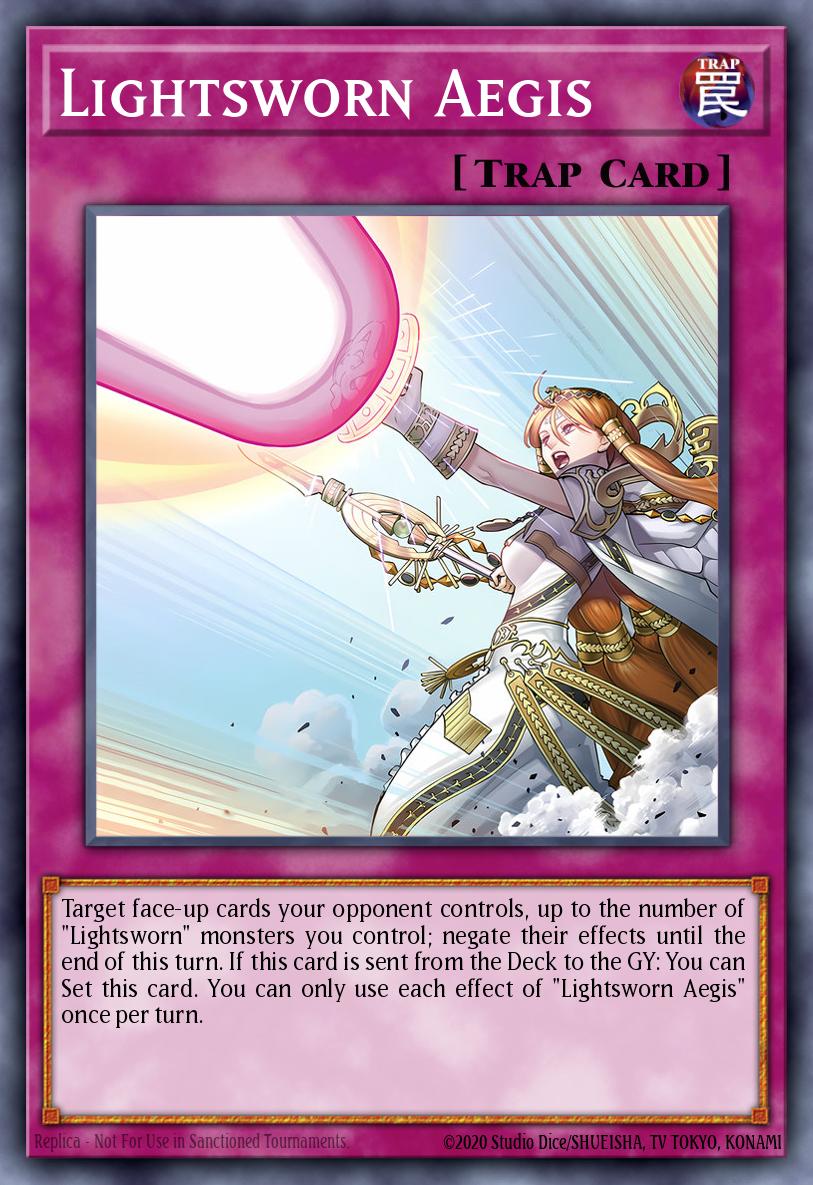 Lightsworn Aegis
TRAP
罠
[Trap Card]
Target face-up cards your opponent controls, up to the number of
"Lightsworn" monsters you control; negate their effects until the
end of this turn. If this card is sent from the Deck to the GY: You can
Set this card. You can only use each effect of "Lightsworn Aegis"
once per turn.
Replica - Not For Use in Sanctioned Tournaments.
©2020 Studio Dice/SHUEISHA, TV TOKYO, KONAMI